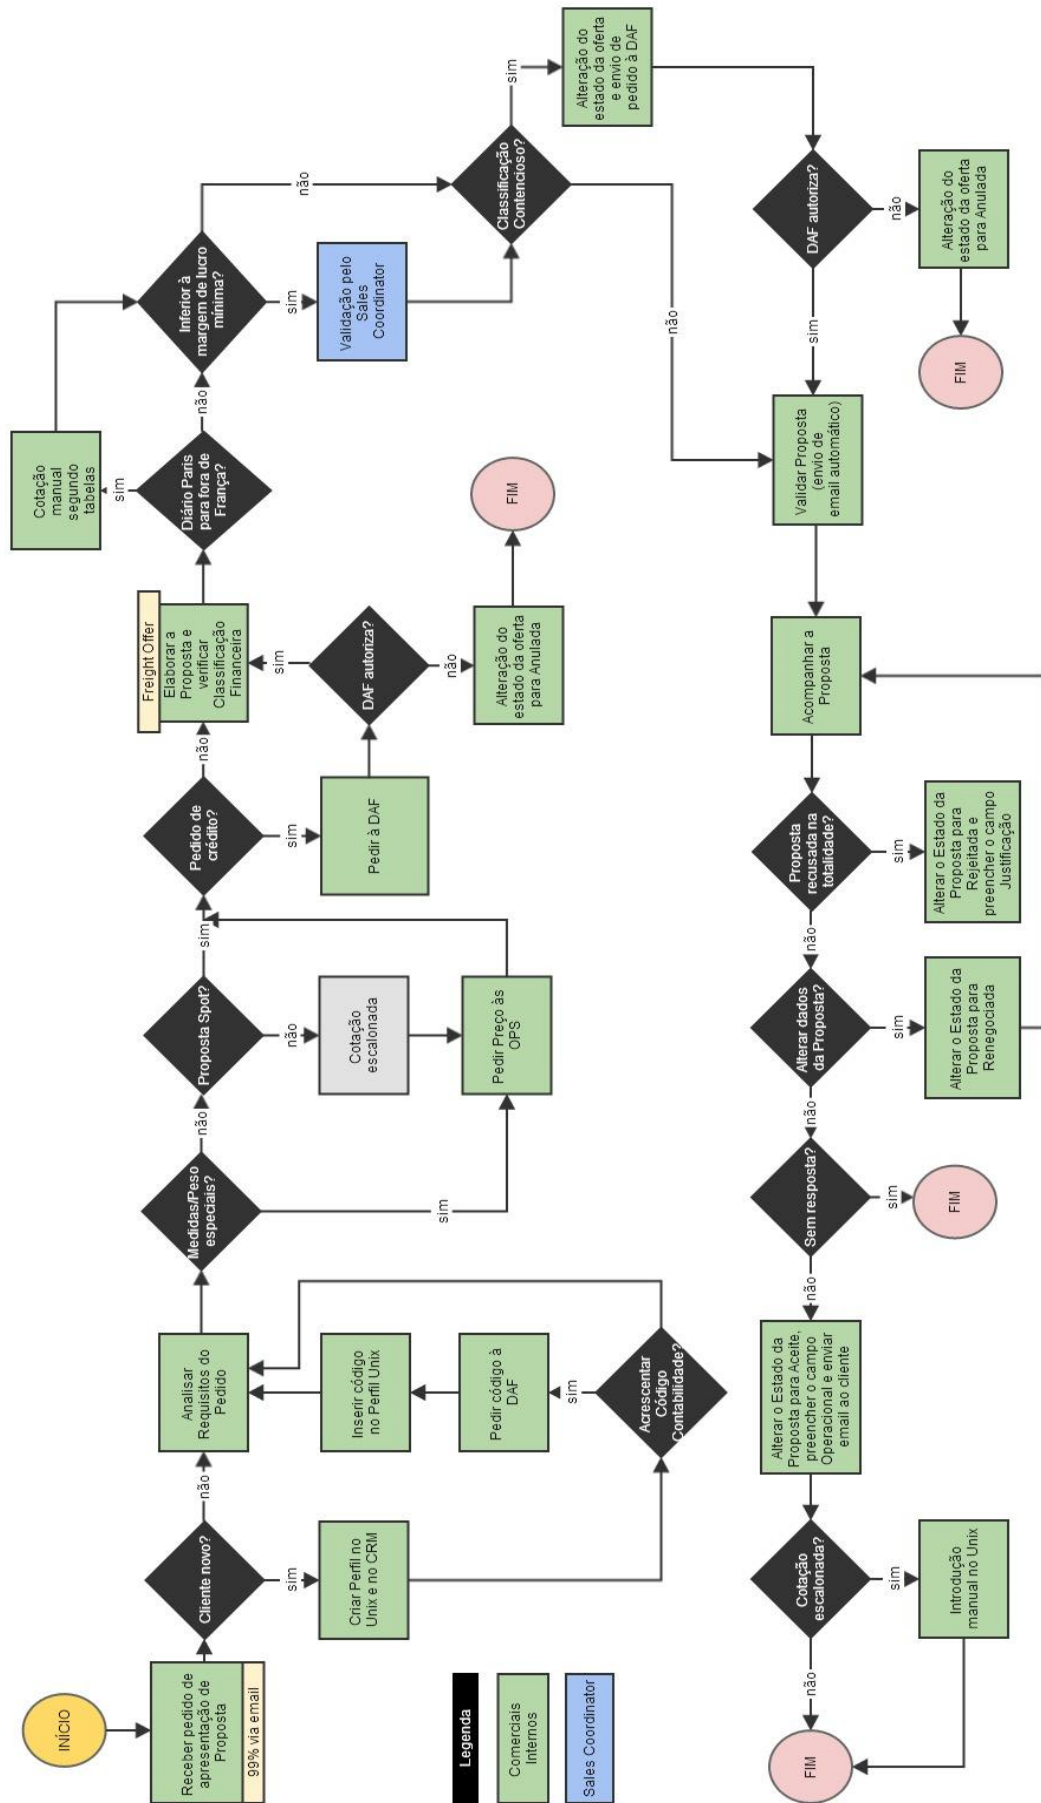 INÍCIO
Receber pedido de
apresentação de
Proposta
99% via email
Cliente novo?
não
sim
Criar Perfil no
Unix e no CRM
Acrescentar
Código
Contabilidade?
sim
Pedir código à
DAF
Inserir código
no Perfil Unix
Analisar
Requisitos do
Pedido
Medidas/Peso
especiais?
não
sim
Proposta Spot?
sim
não
Cotação
escalonada
Pedir Preço às
OPS
Pedido de
crédito?
não
sim
Pedir à DAF
DAF autoriza?
sim
não
Alteração do
estado da oferta
para Anulada
FIM
Freight Offer
Elaborar a
Proposta e
verificar
Classificação
Financeira
Diário Paris
para fora de
França?
sim
não
Cotação
manual
segundo
tabelas
Inferior à
margem de lucro
mínima?
não
sim
Validação pelo
Sales
Coordinator
Classificação
Contencioso?
sim
não
Alteração do
estado da oferta
e envio de
pedido à DAF
DAF autoriza?
sim
não
Alteração do
estado da oferta
para Anulada
FIM
Validar Proposta
(envio de
email automático)
Acompanhar a
Proposta
Proposta
recusada na
totalidade?
não
sim
Alterar o Estado da
Proposta para
Rejeitada e
preencher o campo
Justificação
Alterar dados
da Proposta?
não
sim
Alterar o Estado da
Proposta para
Renegociada
Sem resposta?
não
sim
FIM
Alterar o Estado da
Proposta para Aceite,
preencher o campo
Operacional e enviar
email ao cliente
Cotação
escalonada?
não
sim
Introdução
manual no Unix
FIM
Legenda
Comerciais
Internos
Sales Coordinator